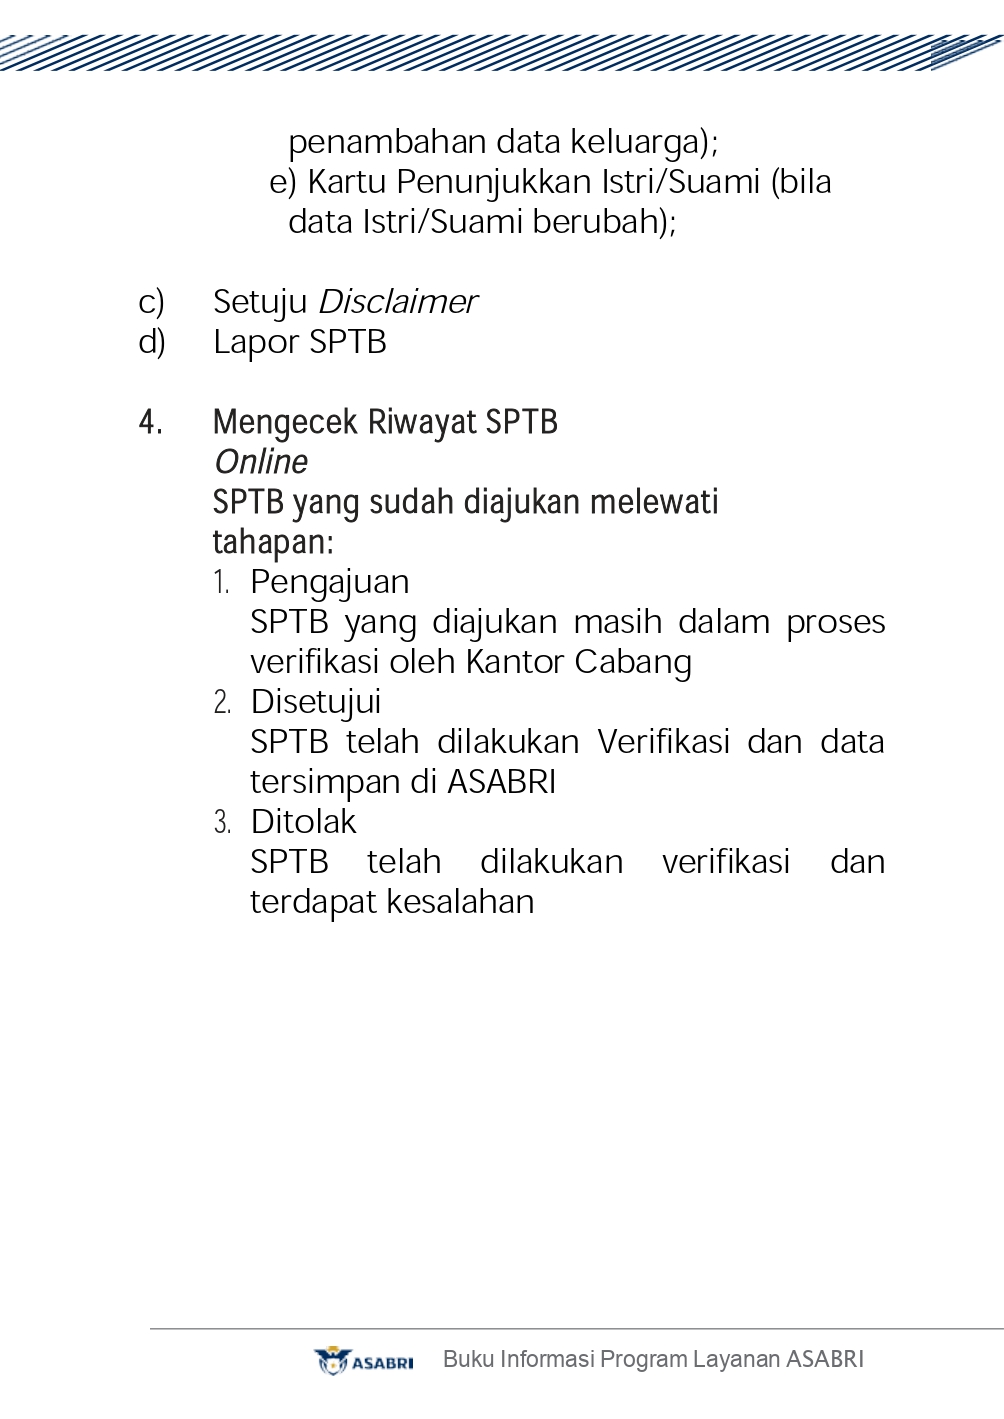 penambahan data keluarga);
e) Kartu Penunjukkan Istri/Suami (bila
data Istri/Suami berubah);
c) Setuju Disclaimer
d) Lapor SPTB
4. Mengecek Riwayat SPTB
Online
SPTB yang sudah diajukan melewati
tahapan:
1. Pengajuan
SPTB yang diajukan masih dalam proses
verifikasi oleh Kantor Cabang
2. Disetujui
SPTB telah dilakukan Verifikasi dan data
tersimpan di ASABRI
3. Ditolak
SPTB telah dilakukan verifikasi dan
terdapat kesalahan
ASABRI Buku Informasi Program Layanan ASABRI